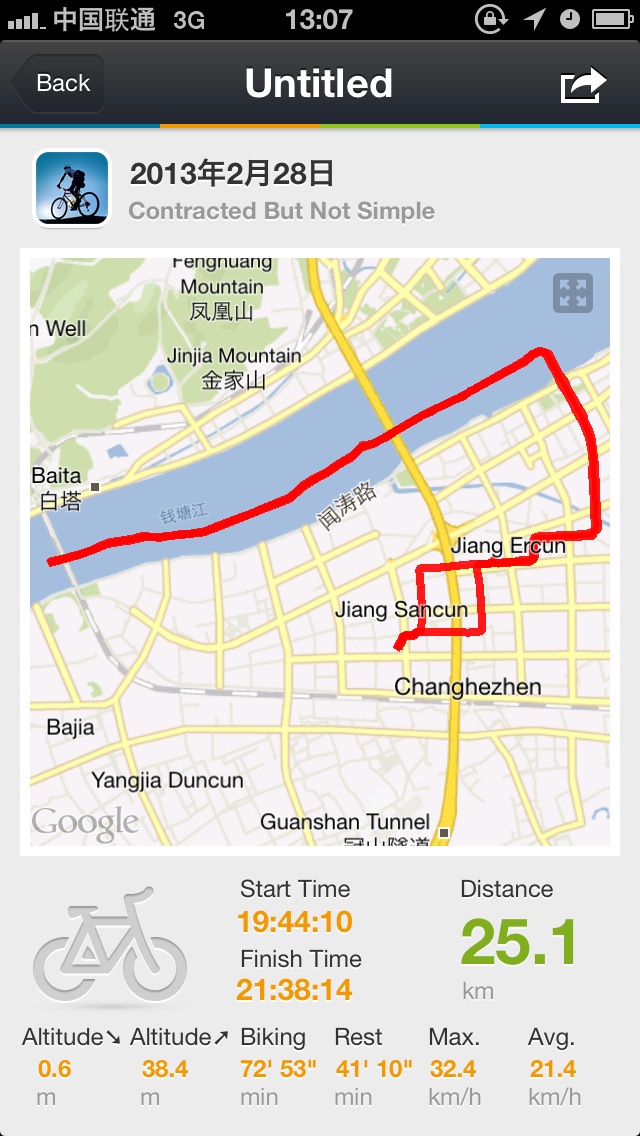 中国联通 3G 13:07
Back Untitled
2013年2月28日
Contracted But Not Simple
Fenghuang
Mountain
凤凰山
n Well
Jinjia Mountain
金家山
Baita
白塔
钱塘江
闻涛路
Jiang Ercun
Jiang Sancun
Changhezhen
Bajia
Yangjia Duncun
Google
Guanshan Tunnel
冠山隧道
Start Time
19:44:10
Finish Time
21:38:14
Distance
25.1
km
Altitude↘ Altitude↗ Biking Rest Max. Avg.
0.6 38.4 72' 53" 41' 10" 32.4 21.4
m m min min km/h km/h